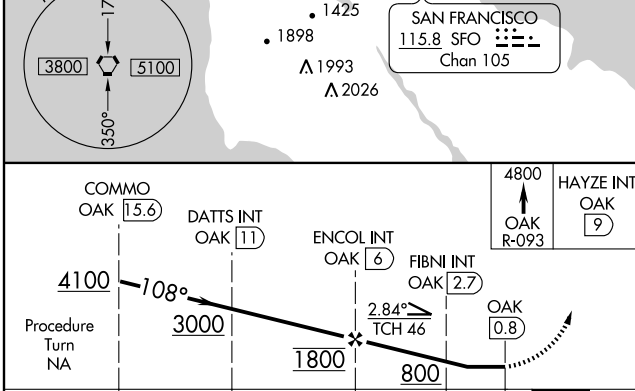 17
1425
1898
1993
2026
SAN FRANCISCO
115.8 SFO
Chan 105
3800
5100
350°
COMMO
OAK 15.6
DATTS INT
OAK 11
ENCOL INT
OAK 6
FIBNI INT
OAK 2.7
OAK
0.8
4800
OAK
R-093
HAYZE INT
OAK
9
4100
108°
3000
1800
2.84°
TCH 46
800
Procedure
Turn
NA